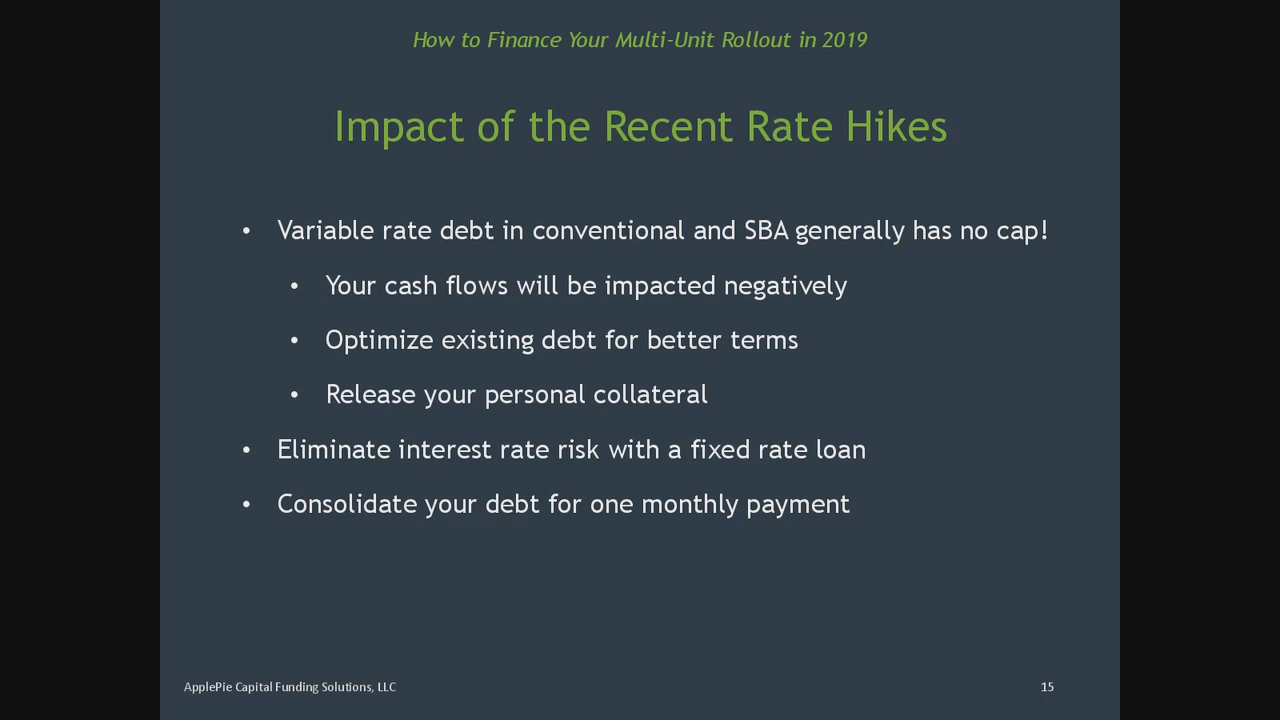 How to Finance Your Multi-Unit Rollout in 2019
Impact of the Recent Rate Hikes
• Variable rate debt in conventional and SBA generally has no cap!
• Your cash flows will be impacted negatively
• Optimize existing debt for better terms
• Release your personal collateral
• Eliminate interest rate risk with a fixed rate loan
• Consolidate your debt for one monthly payment
ApplePie Capital Funding Solutions, LLC
15